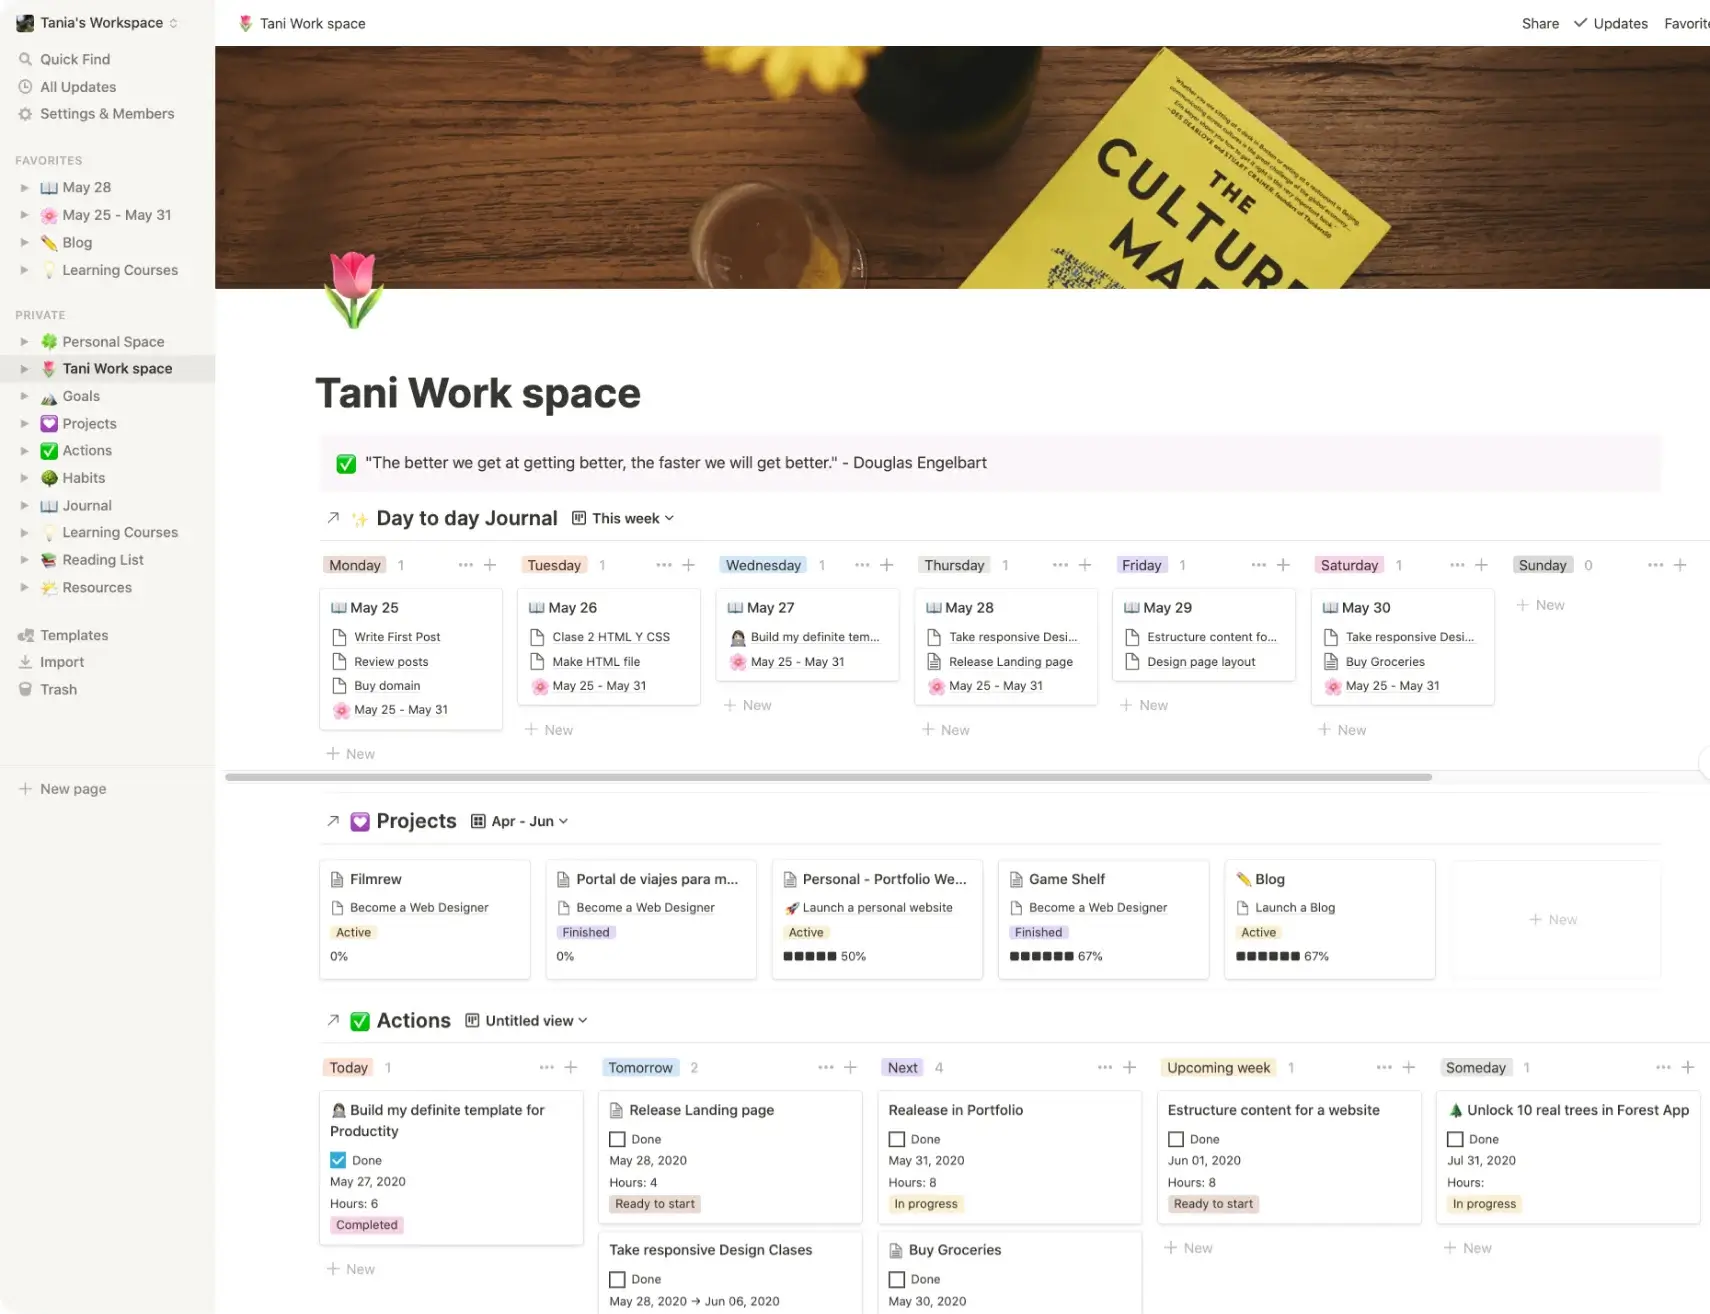 Tania's Workspace
Quick Find
All Updates
Settings & Members
FAVORITES
May 28
May 25 - May 31
Blog
Learning Courses
PRIVATE
Personal Space
Tani Work space
Goals
Projects
Actions
Habits
Journal
Learning Courses
Reading List
Resources
Templates
Import
Trash
New page
Tani Work space
Share
Updates
Favorite
THE
CULTURE
MA
Tani Work space
"The better we get at getting better, the faster we will get better." - Douglas Engelbart
Day to day Journal This week
Monday 1
May 25
Write First Post
Review posts
Buy domain
May 25 - May 31
New
Tuesday 1
May 26
Clase 2 HTML Y CSS
Make HTML file
May 25 - May 31
New
Wednesday 1
May 27
Build my definite tem...
May 25 - May 31
New
Thursday 1
May 28
Take responsive Desi...
Release Landing page
May 25 - May 31
New
Friday 1
May 29
Estructure content fo...
Design page layout
New
Saturday 1
May 30
Take responsive Desi...
Buy Groceries
May 25 - May 31
New
Sunday 0
New
Projects Apr - Jun
Filmrew
Become a Web Designer
Active
0%
Portal de viajes para m...
Become a Web Designer
Finished
0%
Personal - Portfolio We...
Launch a personal website
Active
50%
Game Shelf
Become a Web Designer
Finished
67%
Blog
Launch a Blog
Active
67%
New
Actions Untitled view
Today 1
Build my definite template for
Productity
Done
May 27, 2020
Hours: 6
Completed
New
Tomorrow 2
Release Landing page
Done
May 28, 2020
Hours: 4
Ready to start
Take responsive Design Clases
Done
May 28, 2020 → Jun 06, 2020
Next 4
Realease in Portfolio
Done
May 31, 2020
Hours: 8
In progress
Buy Groceries
Done
May 30, 2020
Upcoming week 1
Estructure content for a website
Done
Jun 01, 2020
Hours: 8
Ready to start
New
Someday 1
Unlock 10 real trees in Forest App
Done
Jul 31, 2020
Hours:
In progress
New